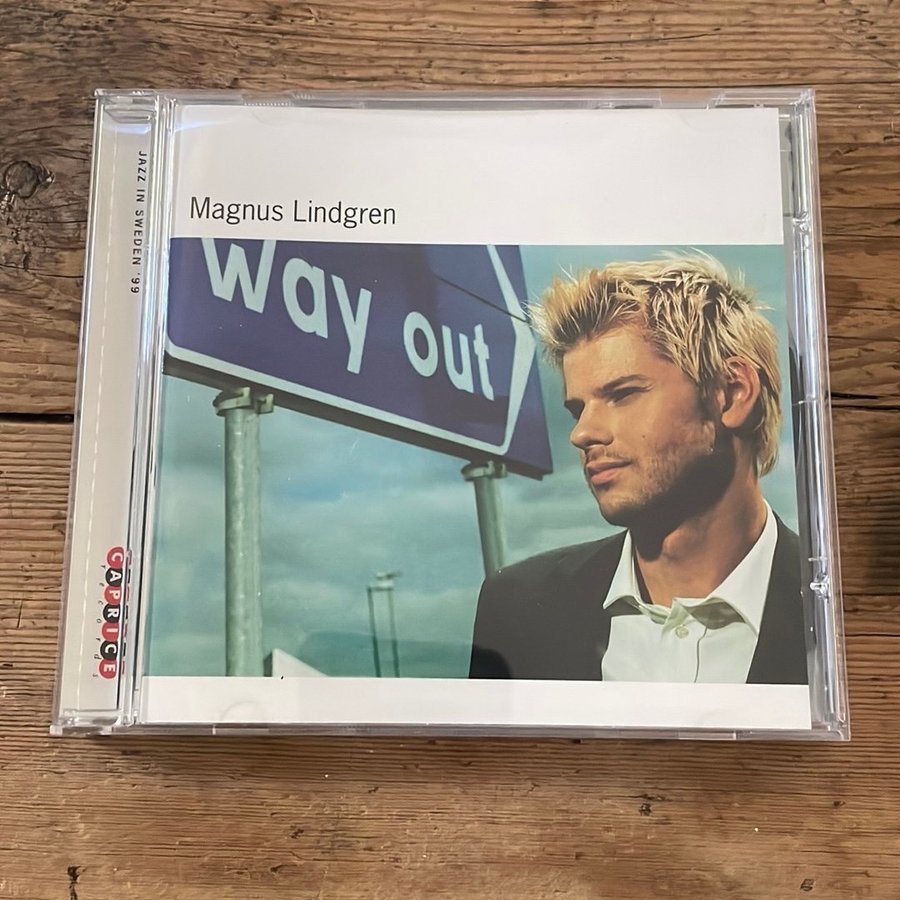 JAZZ IN SWEDEN '99
Magnus Lindgren
Way out
CAPRICE
records